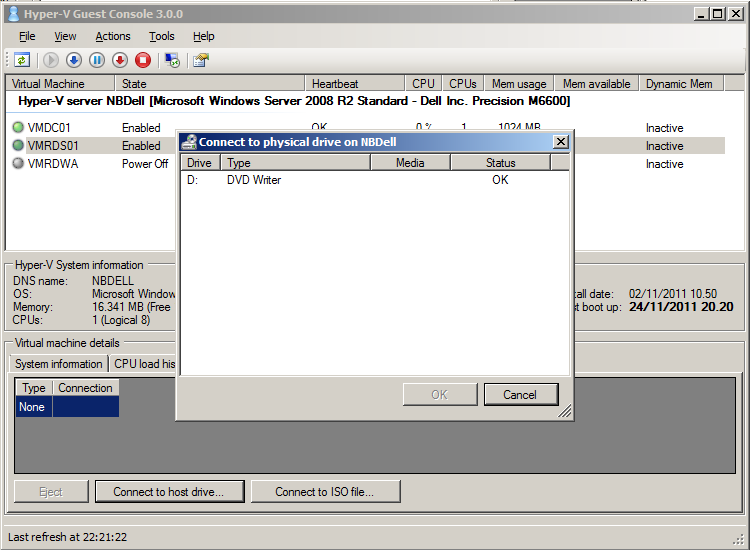 Hyper-V Guest Console 3.0.0
File View Actions Tools Help
Virtual Machine State Heartbeat CPU CPUs Mem usage Mem available Dynamic Mem
Hyper-V server NBDell [Microsoft Windows Server 2008 R2 Standard - Dell Inc. Precision M6600]
VMDC01 Enabled OK 0 % 1 1024 MB Inactive
VMRDS01 Enabled Inactive
VMRDWA Power Off Inactive
Connect to physical drive on NBDell
Drive Type Media Status
D: DVD Writer OK
OK Cancel
Hyper-V System information
DNS name: NBDELL
OS: Microsoft Window tall date: 02/11/2011 10.50
Memory: 16.341 MB (Free st boot up: 24/11/2011 20.20
CPUs: 1 (Logical 8)
Virtual machine details
System information CPU load his
Type Connection
None
Eject Connect to host drive... Connect to ISO file...
Last refresh at 22:21:22